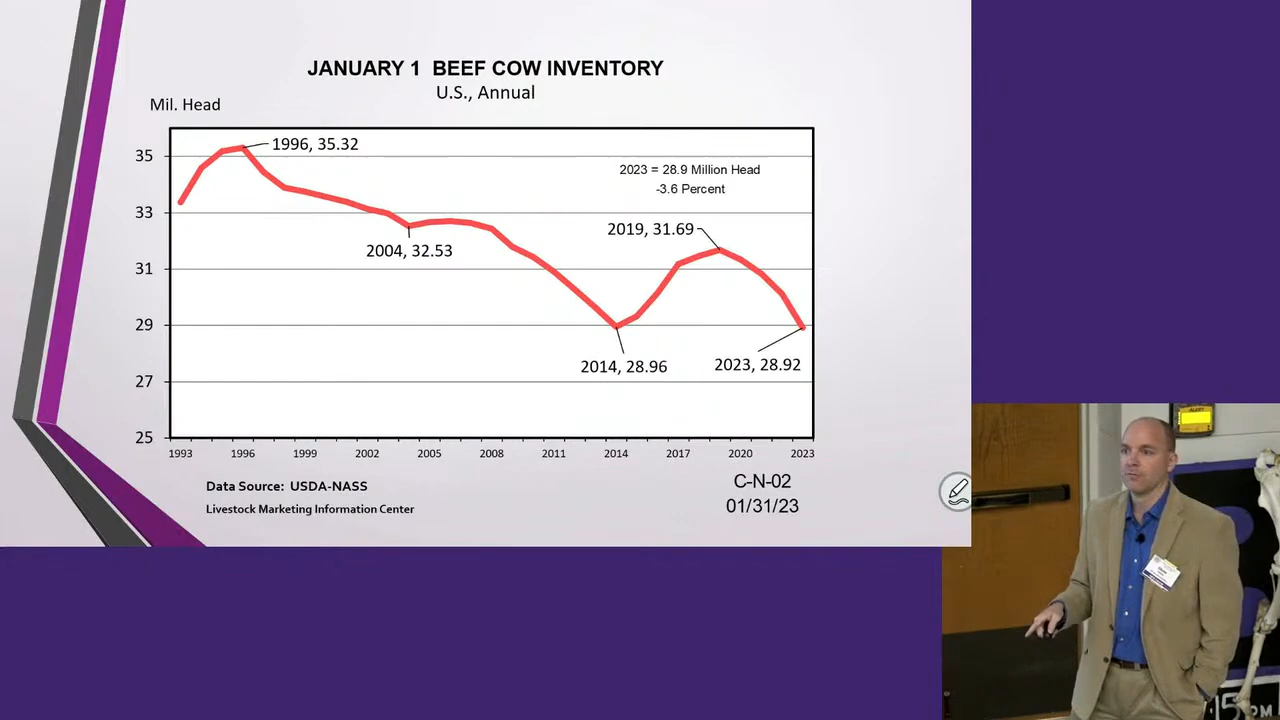 JANUARY 1 BEEF COW INVENTORY
U.S., Annual
Mil. Head
35
33
31
29
27
25
1996, 35.32
2004, 32.53
2014, 28.96
2019, 31.69
2023, 28.92
2023 = 28.9 Million Head
-3.6 Percent
1993 1996 1999 2002 2005 2008 2011 2014 2017 2020 2023
Data Source: USDA-NASS
Livestock Marketing Information Center
C-N-02
01/31/23
ALERT